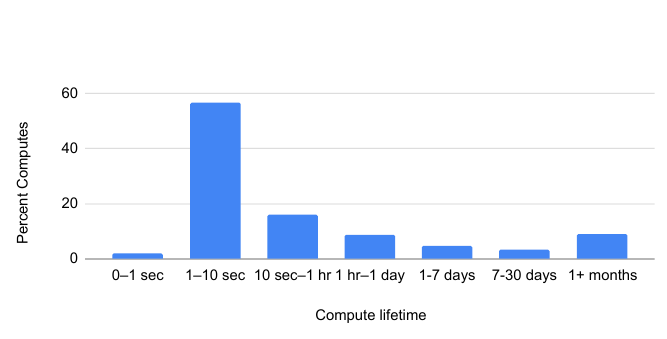 Percent Computes
60
40
20
0
0–1 sec 1–10 sec 10 sec–1 hr 1 hr–1 day 1-7 days 7-30 days 1+ months
Compute lifetime